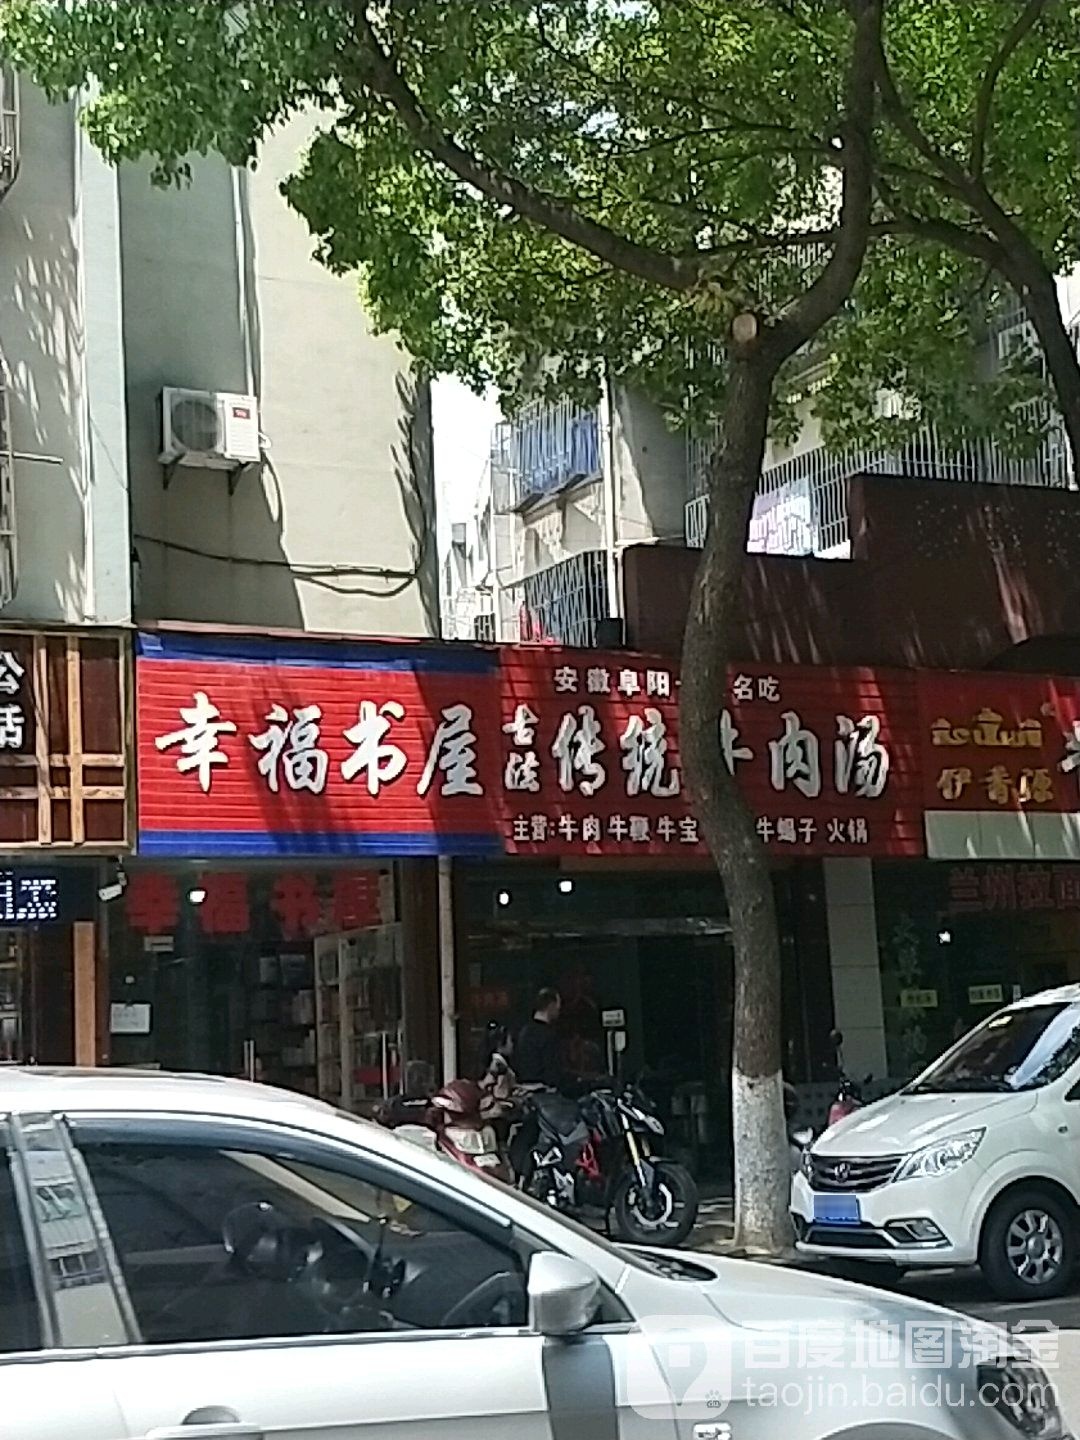 公
话
幸福书屋
安徽阜阳 名吃
古法传统牛肉汤
主营:牛肉 牛鞭 牛宝 牛蝎子 火锅
伊香源
幸福书屋
兰州拉面
百度地图淘金
taojin.baidu.com